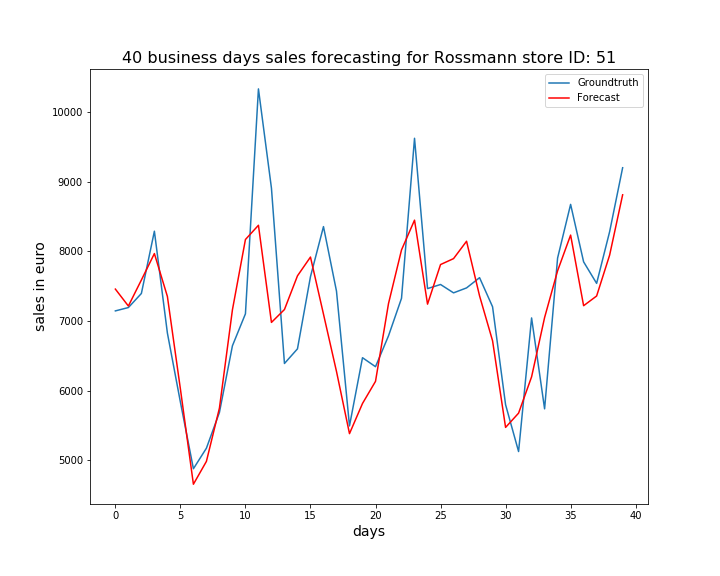 40 business days sales forecasting for Rossmann store ID: 51
Groundtruth
Forecast
10000
9000
8000
7000
6000
5000
sales in euro
0 5 10 15 20 25 30 35 40
days